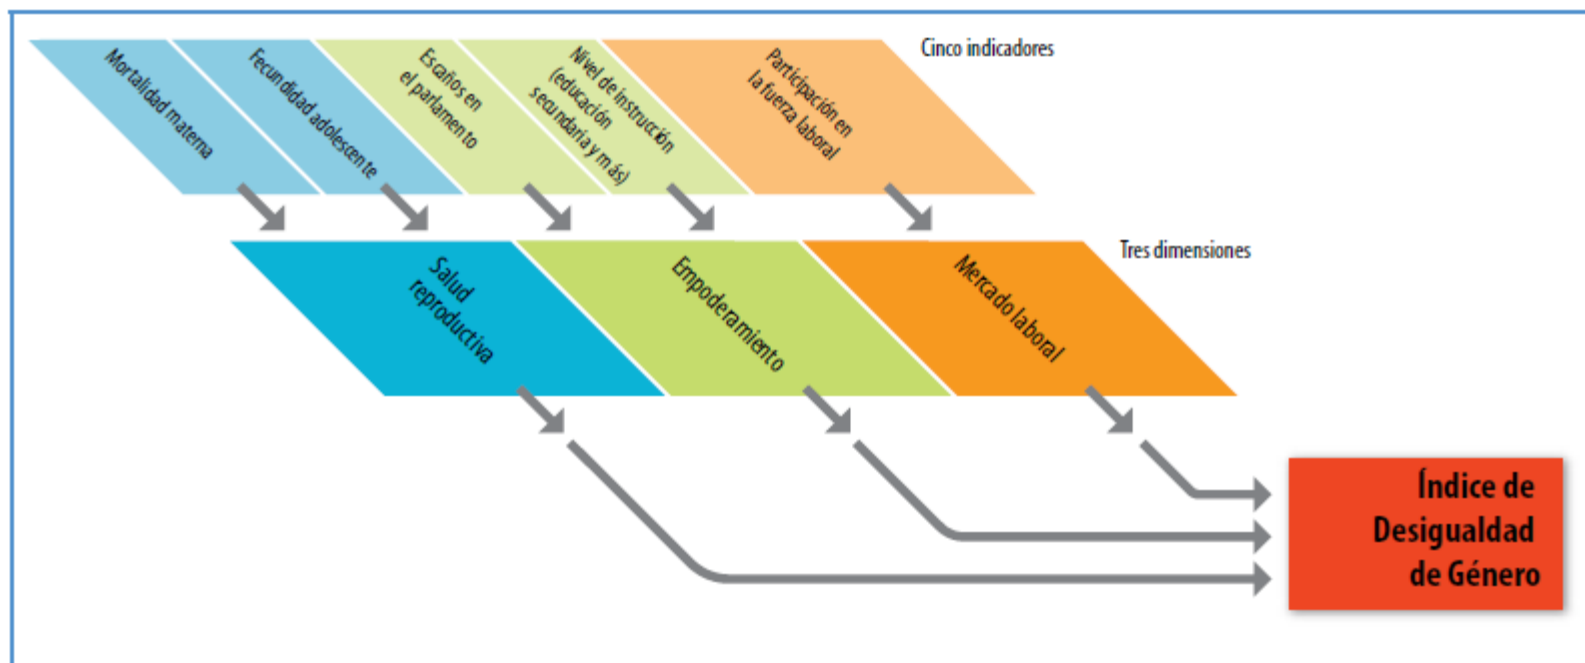 Mortalidad materna
Fecundidad adolescente
Escaños en
el parlamento
Nivel de instrucción
(educación
secundaria y más)
Participación en
la fuerza laboral
Cinco indicadores
Salud
reproductiva
Empoderamiento
Mercado laboral
Tres dimensiones
Índice de
Desigualdad
de Género